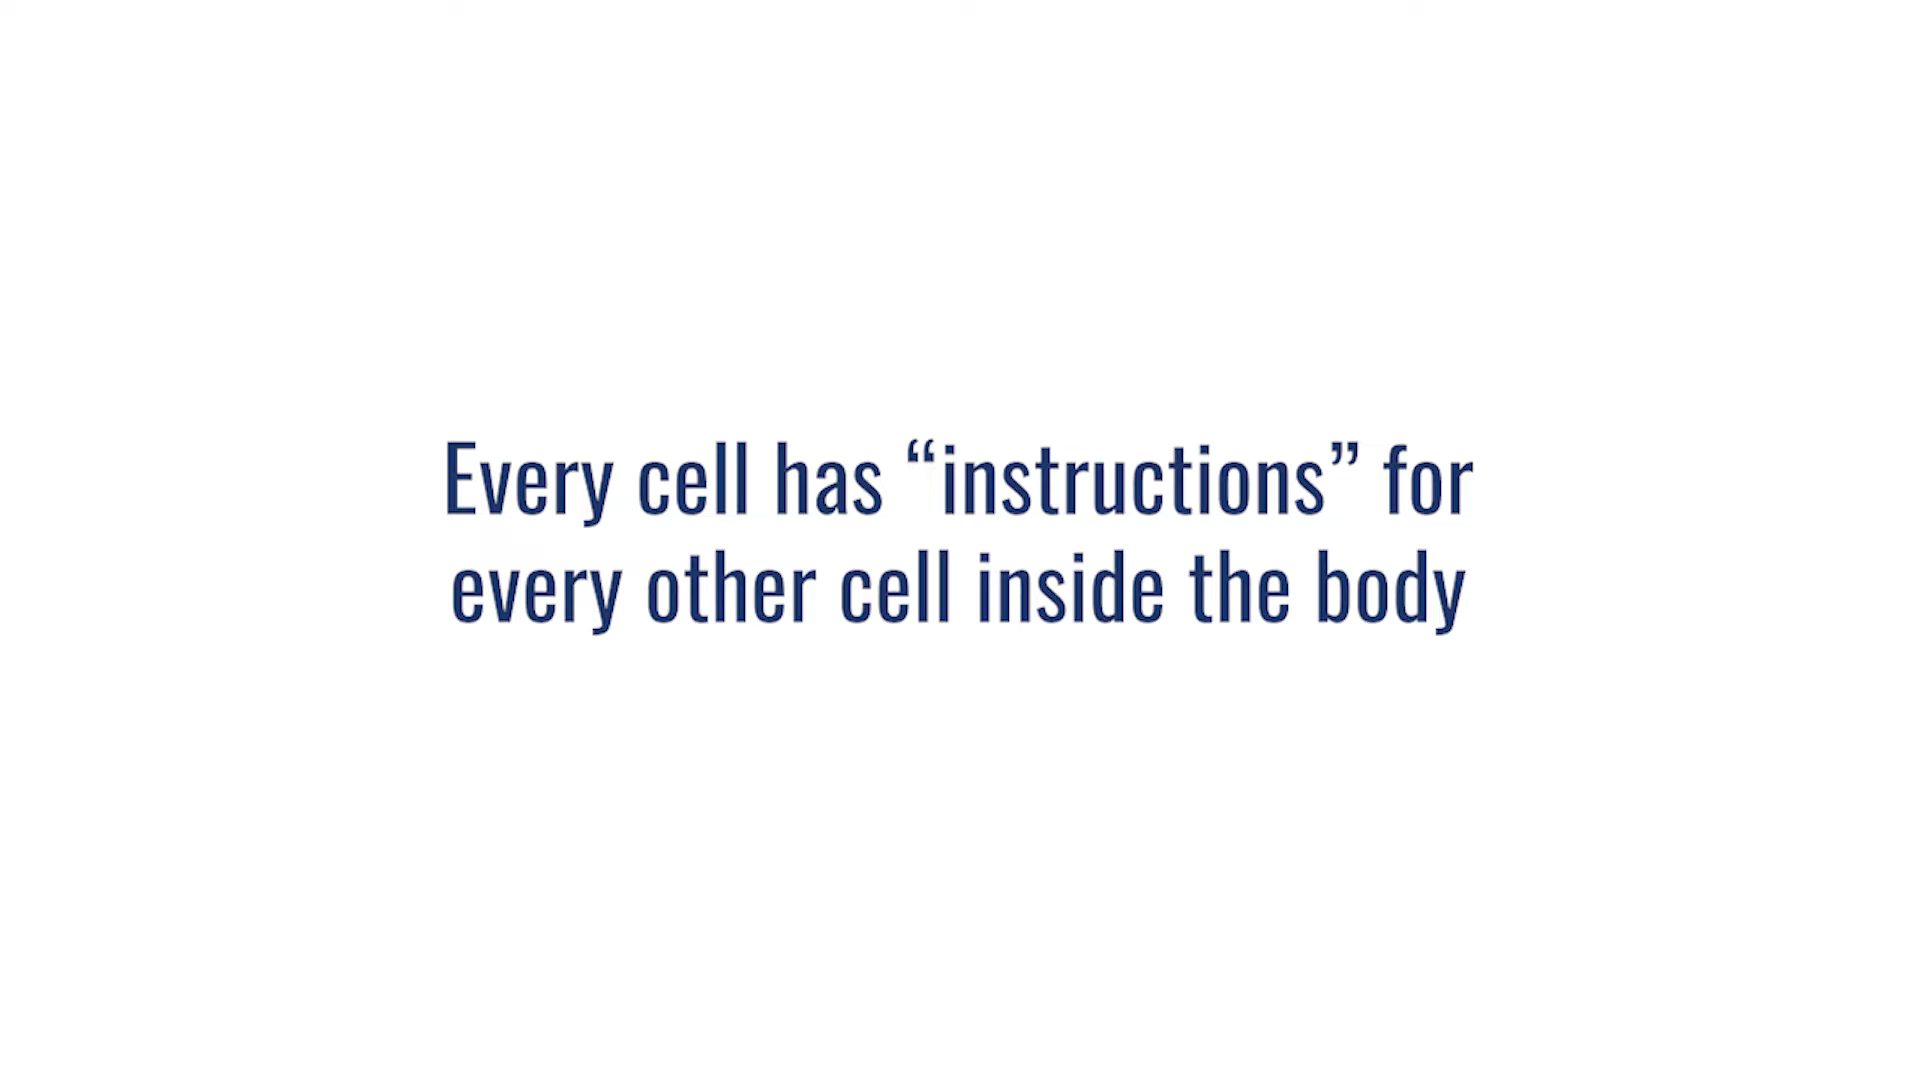 Every cell has “instructions” for
every other cell inside the body